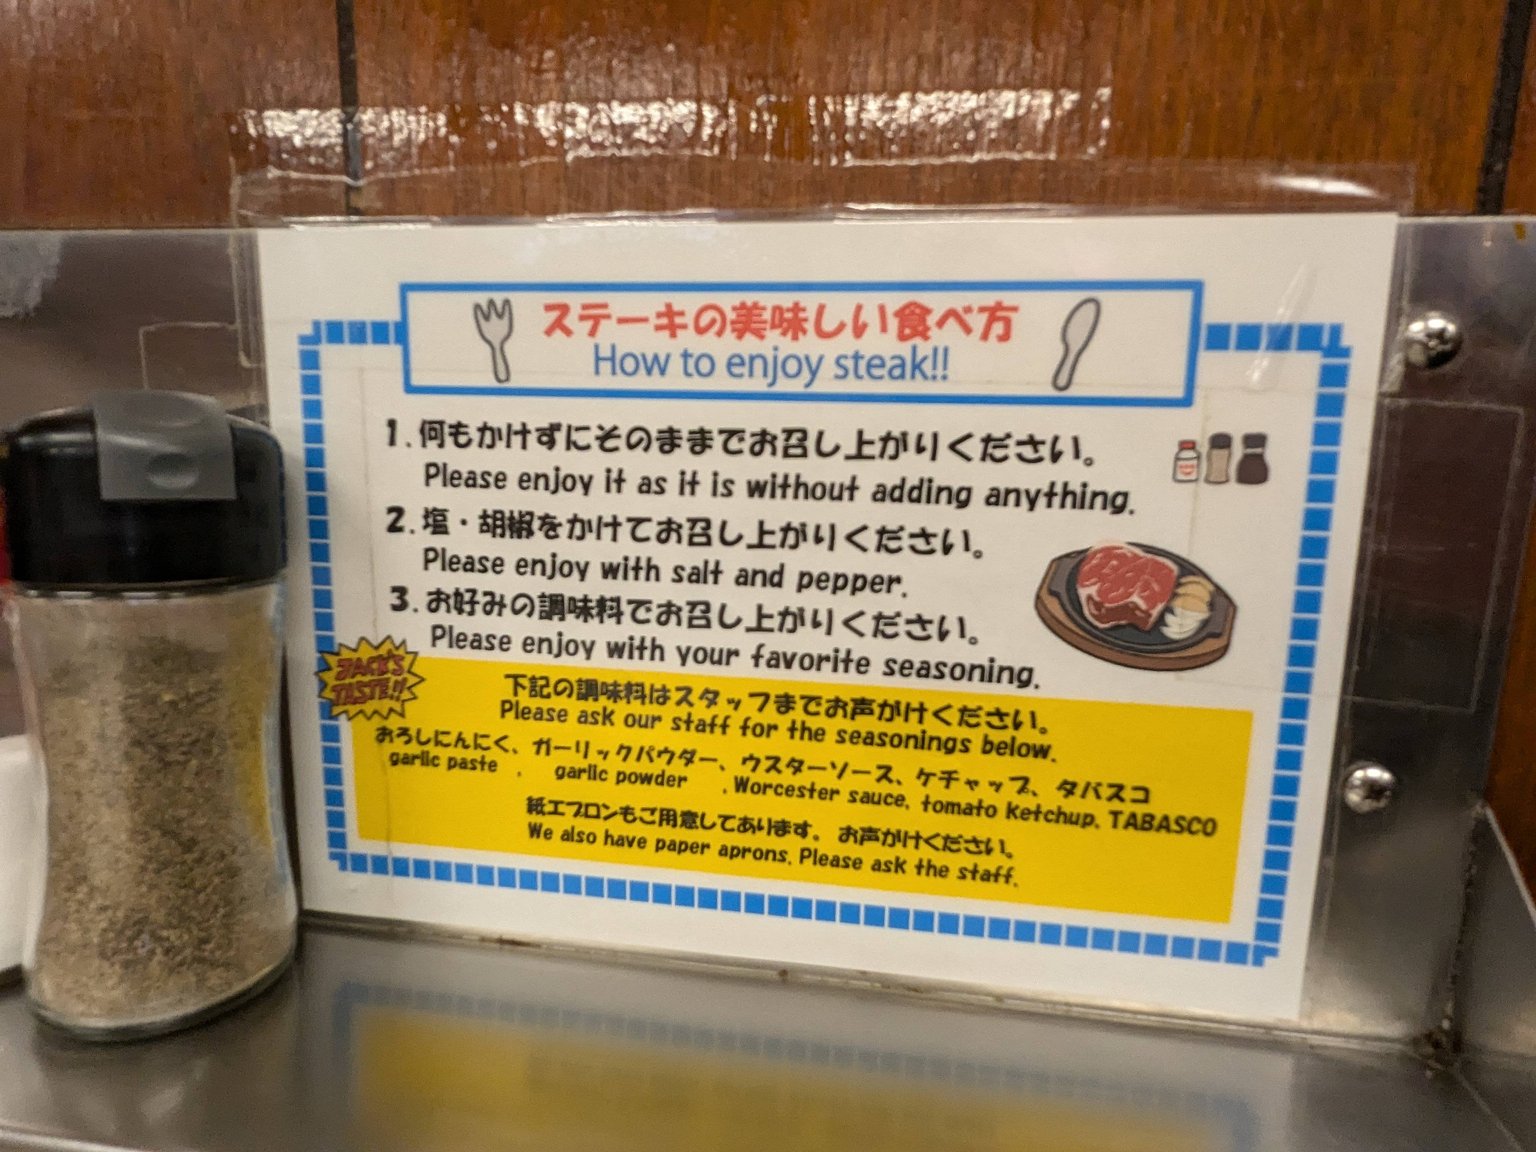 ステーキの美味しい食べ方
How to enjoy steak!!
1. 何もかけずにそのままでお召し上がりください。
Please enjoy it as it is without adding anything.
2. 塩・胡椒をかけてお召し上がりください。
Please enjoy with salt and pepper.
3. お好みの調味料でお召し上がりください。
Please enjoy with your favorite seasoning.
JACK'S
TASTE!!
下記の調味料はスタッフまでお声がけください。
Please ask our staff for the seasonings below.
おろしにんにく、ガーリックパウダー、ウスターソース、ケチャップ、タバスコ
garlic paste , garlic powder , Worcester sauce, tomato ketchup, TABASCO
紙エプロンもご用意してあります。 お声がけください。
We also have paper aprons. Please ask the staff.